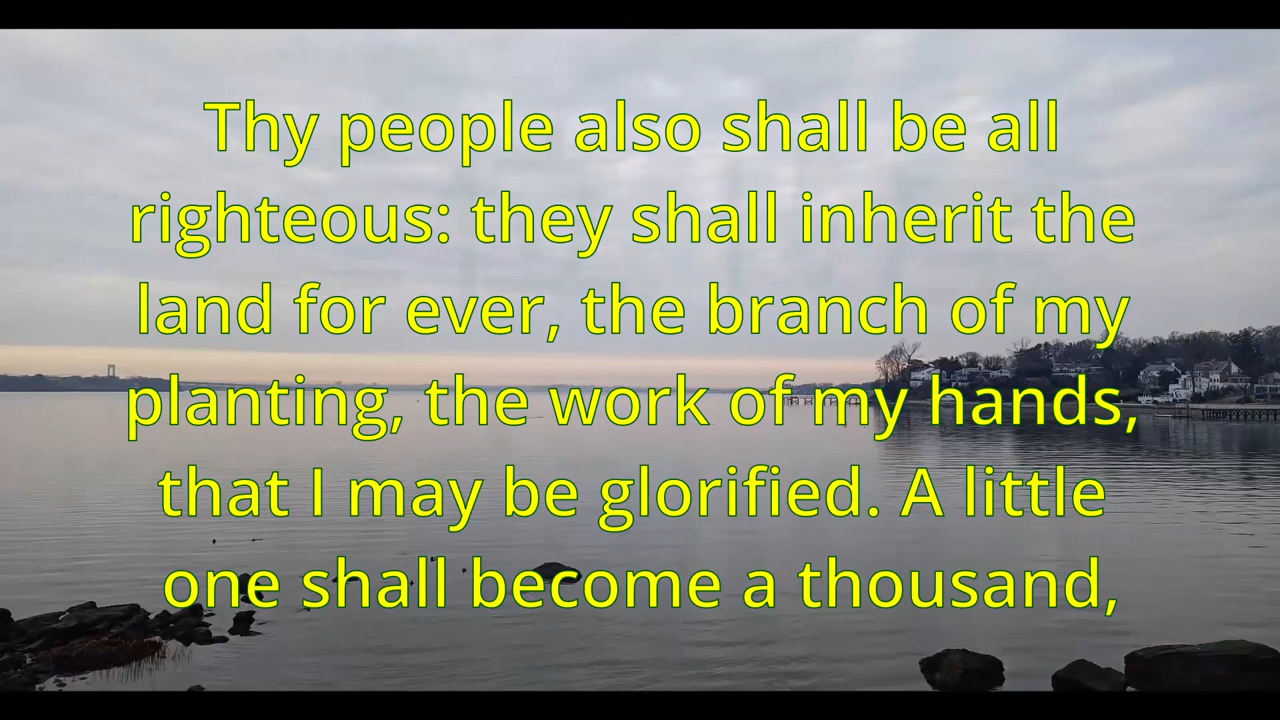 Thy people also shall be all
righteous: they shall inherit the
land for ever, the branch of my
planting, the work of my hands,
that I may be glorified. A little
one shall become a thousand,